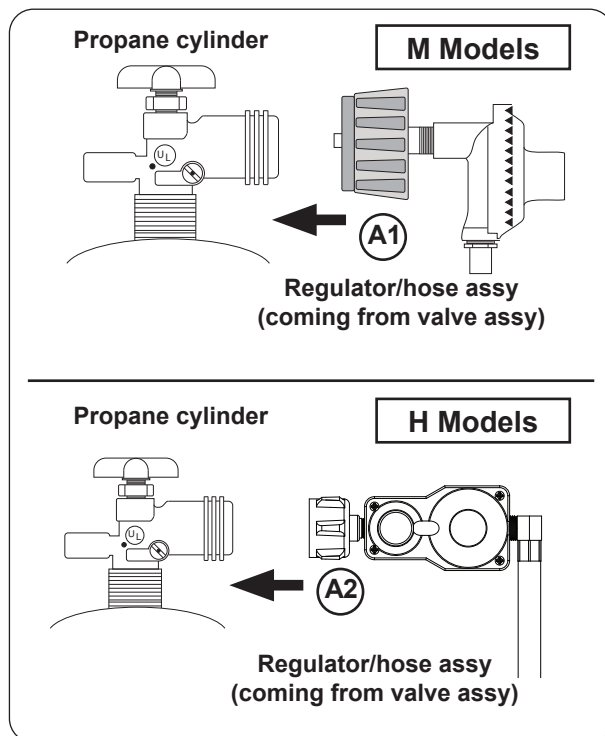 Propane cylinder
M Models
UL
A1
Regulator/hose assy
(coming from valve assy)
Propane cylinder
H Models
UL
A2
Regulator/hose assy
(coming from valve assy)